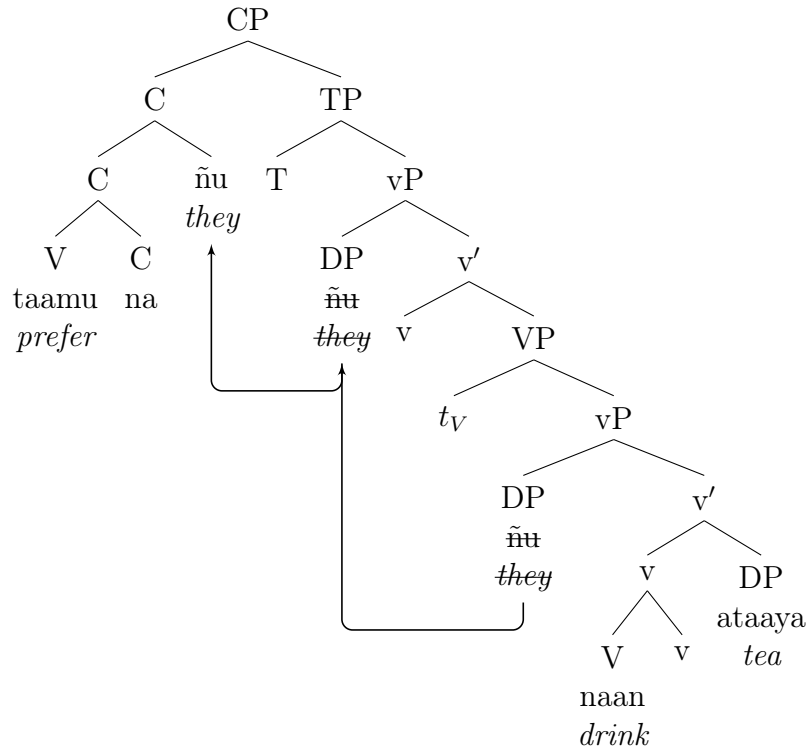 CP
C TP
C ñu T vP
they
V C DP v′
taamu na ñu v VP
prefer they
t_V vP
DP v′
ñu
they v DP
ataaya
V v tea
naan
drink